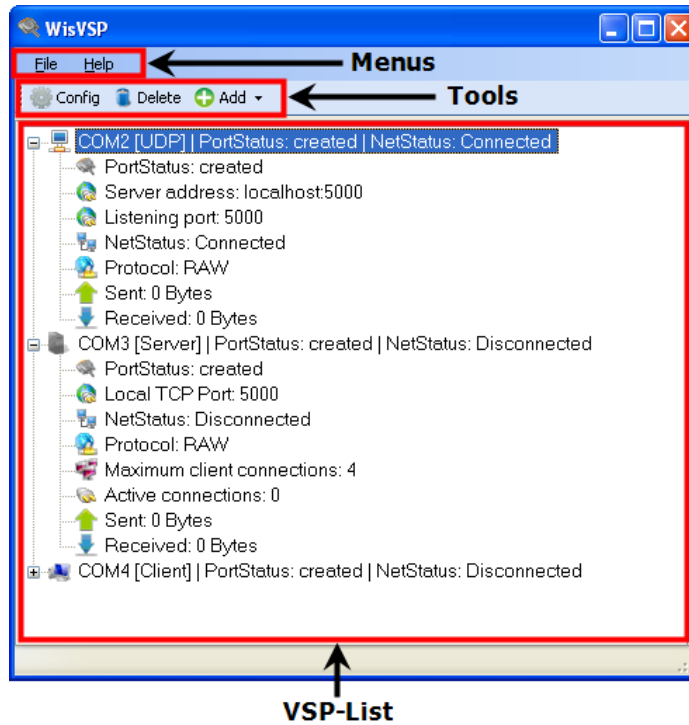 WisVSP
File Help
Menus
Config Delete Add
Tools
COM2 [UDP] | PortStatus: created | NetStatus: Connected
PortStatus: created
Server address: localhost:5000
Listening port: 5000
NetStatus: Connected
Protocol: RAW
Sent: 0 Bytes
Received: 0 Bytes
COM3 [Server] | PortStatus: created | NetStatus: Disconnected
PortStatus: created
Local TCP Port: 5000
NetStatus: Disconnected
Protocol: RAW
Maximum client connections: 4
Active connections: 0
Sent: 0 Bytes
Received: 0 Bytes
COM4 [Client] | PortStatus: created | NetStatus: Disconnected
VSP-List